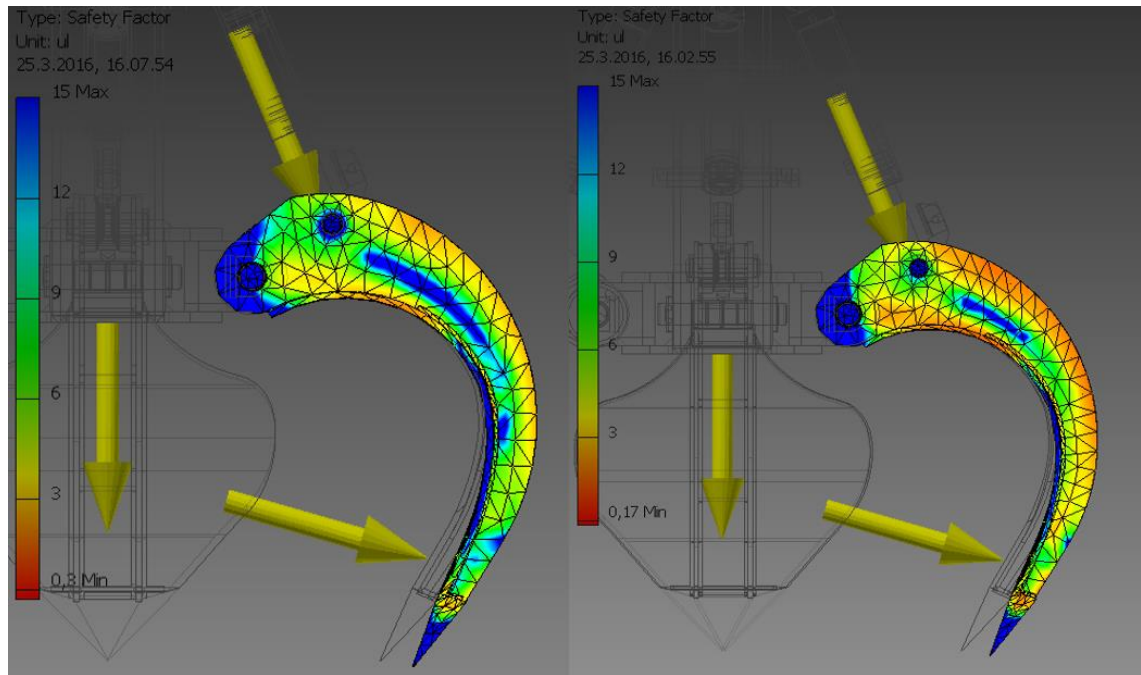 Type: Safety Factor
Unit: ul
25.3.2016, 16.07.54
15 Max
12
9
6
3
0,3 Min
Type: Safety Factor
Unit: ul
25.3.2016, 16.02.55
15 Max
12
9
6
3
0,17 Min